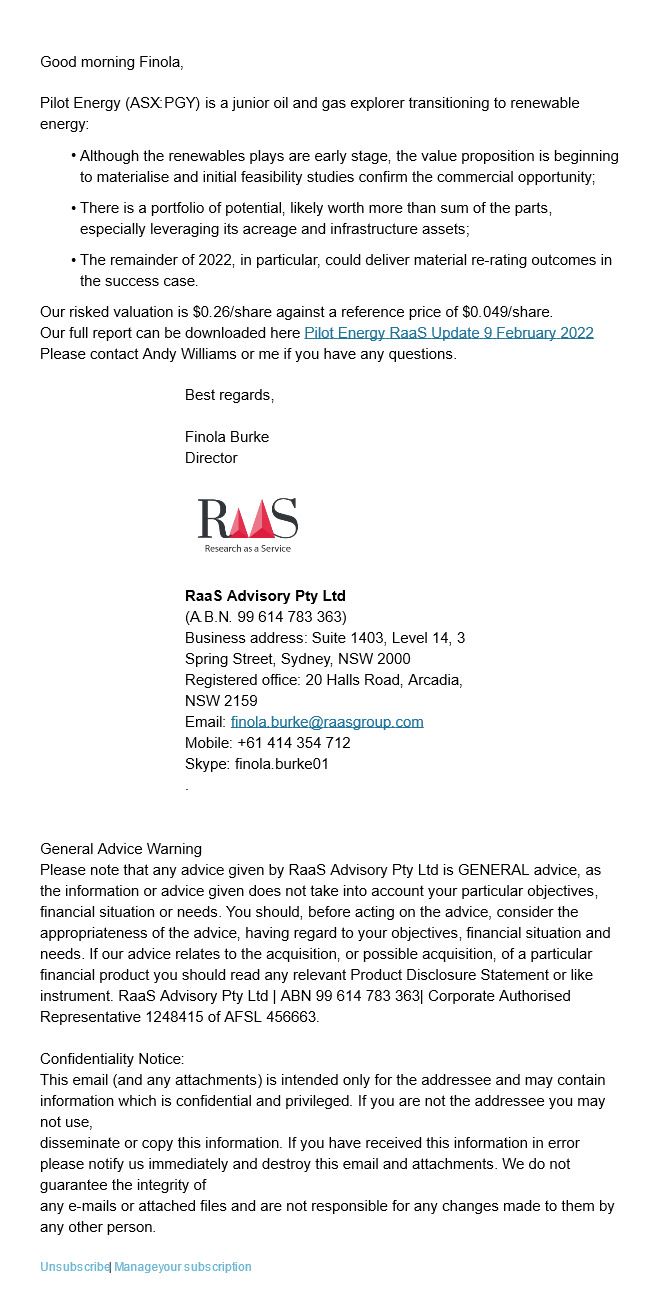 Good morning Finola,
Pilot Energy (ASX:PGY) is a junior oil and gas explorer transitioning to renewable
energy:
• Although the renewables plays are early stage, the value proposition is beginning
to materialise and initial feasibility studies confirm the commercial opportunity;
• There is a portfolio of potential, likely worth more than sum of the parts,
especially leveraging its acreage and infrastructure assets;
• The remainder of 2022, in particular, could deliver material re-rating outcomes in
the success case.
Our risked valuation is $0.26/share against a reference price of $0.049/share.
Our full report can be downloaded here Pilot Energy RaaS Update 9 February 2022
Please contact Andy Williams or me if you have any questions.
Best regards,
Finola Burke
Director
RAAS
Research as a Service
RaaS Advisory Pty Ltd
(A.B.N. 99 614 783 363)
Business address: Suite 1403, Level 14, 3
Spring Street, Sydney, NSW 2000
Registered office: 20 Halls Road, Arcadia,
NSW 2159
Email: finola.burke@raasgroup.com
Mobile: +61 414 354 712
Skype: finola.burke01
.
General Advice Warning
Please note that any advice given by RaaS Advisory Pty Ltd is GENERAL advice, as
the information or advice given does not take into account your particular objectives,
financial situation or needs. You should, before acting on the advice, consider the
appropriateness of the advice, having regard to your objectives, financial situation and
needs. If our advice relates to the acquisition, or possible acquisition, of a particular
financial product you should read any relevant Product Disclosure Statement or like
instrument. RaaS Advisory Pty Ltd | ABN 99 614 783 363| Corporate Authorised
Representative 1248415 of AFSL 456663.
Confidentiality Notice:
This email (and any attachments) is intended only for the addressee and may contain
information which is confidential and privileged. If you are not the addressee you may
not use,
disseminate or copy this information. If you have received this information in error
please notify us immediately and destroy this email and attachments. We do not
guarantee the integrity of
any e-mails or attached files and are not responsible for any changes made to them by
any other person.
Unsubscribe| Manageyour subscription